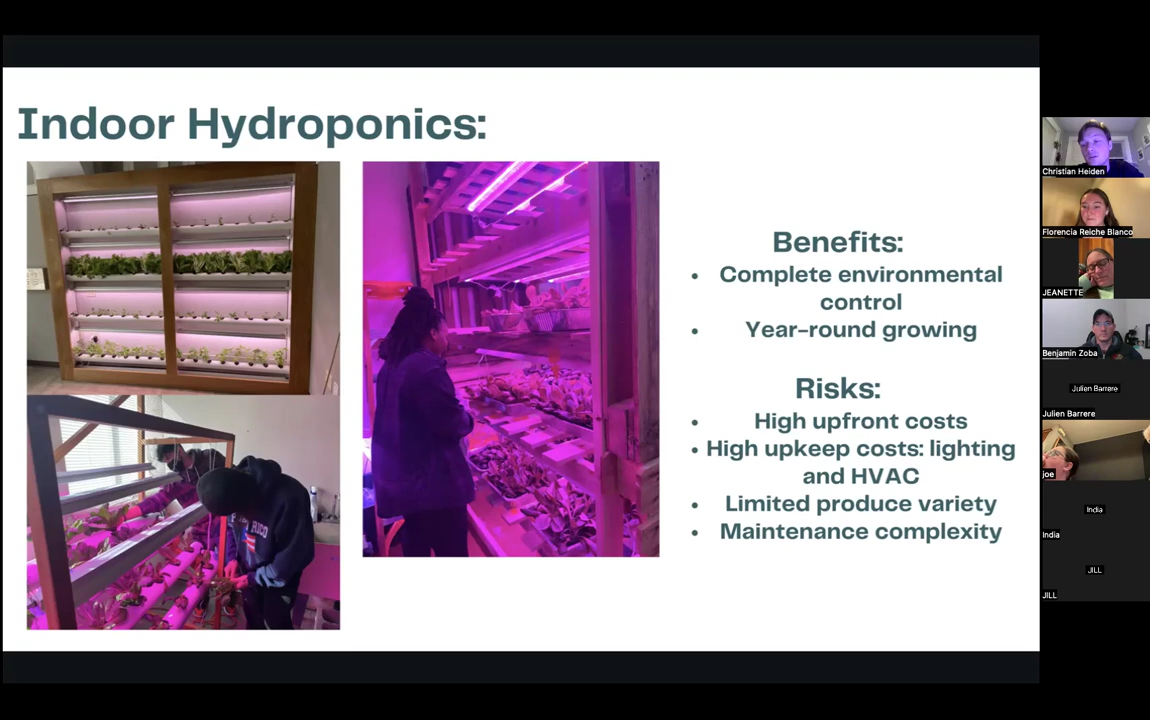 Indoor Hydroponics:
Benefits:
• Complete environmental
control
• Year-round growing
Risks:
• High upfront costs
• High upkeep costs: lighting
and HVAC
• Limited produce variety
• Maintenance complexity
RICO
Christian Heiden
Florencia Reiche Blanco
JEANETTE
Benjamin Zoba
Julien Barrere
Julien Barrere
joe
India
India
JILL
JILL